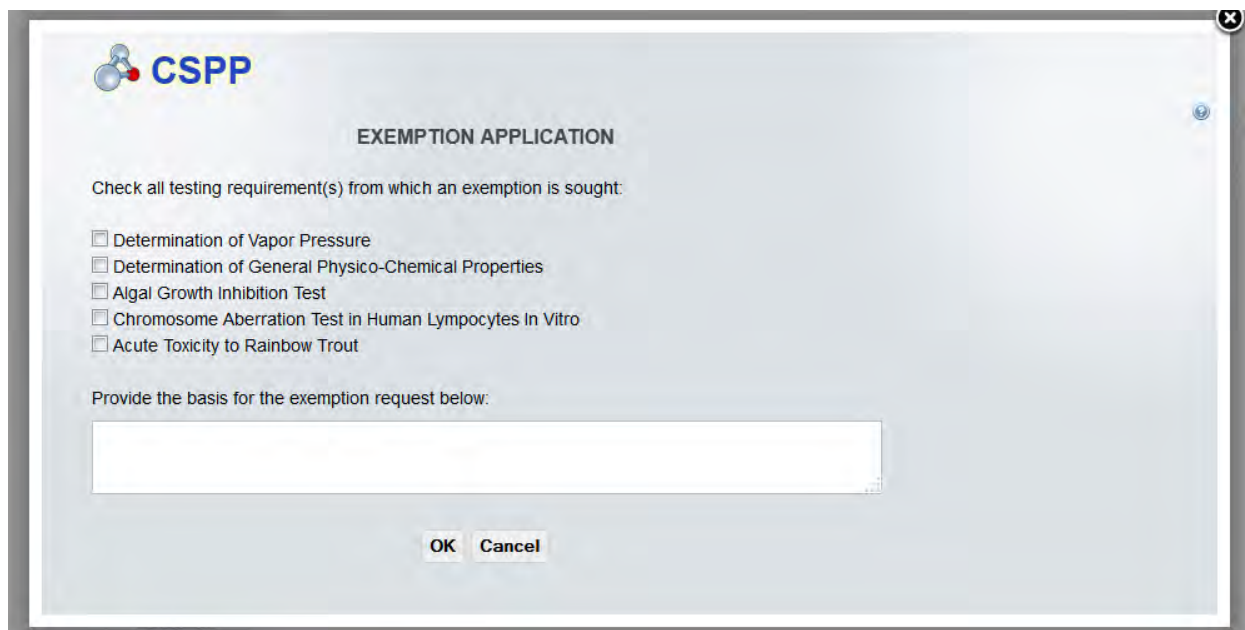 CSPP
EXEMPTION APPLICATION
Check all testing requirement(s) from which an exemption is sought:
Determination of Vapor Pressure
Determination of General Physico-Chemical Properties
Algal Growth Inhibition Test
Chromosome Aberration Test in Human Lympocytes In Vitro
Acute Toxicity to Rainbow Trout
Provide the basis for the exemption request below:
OK Cancel